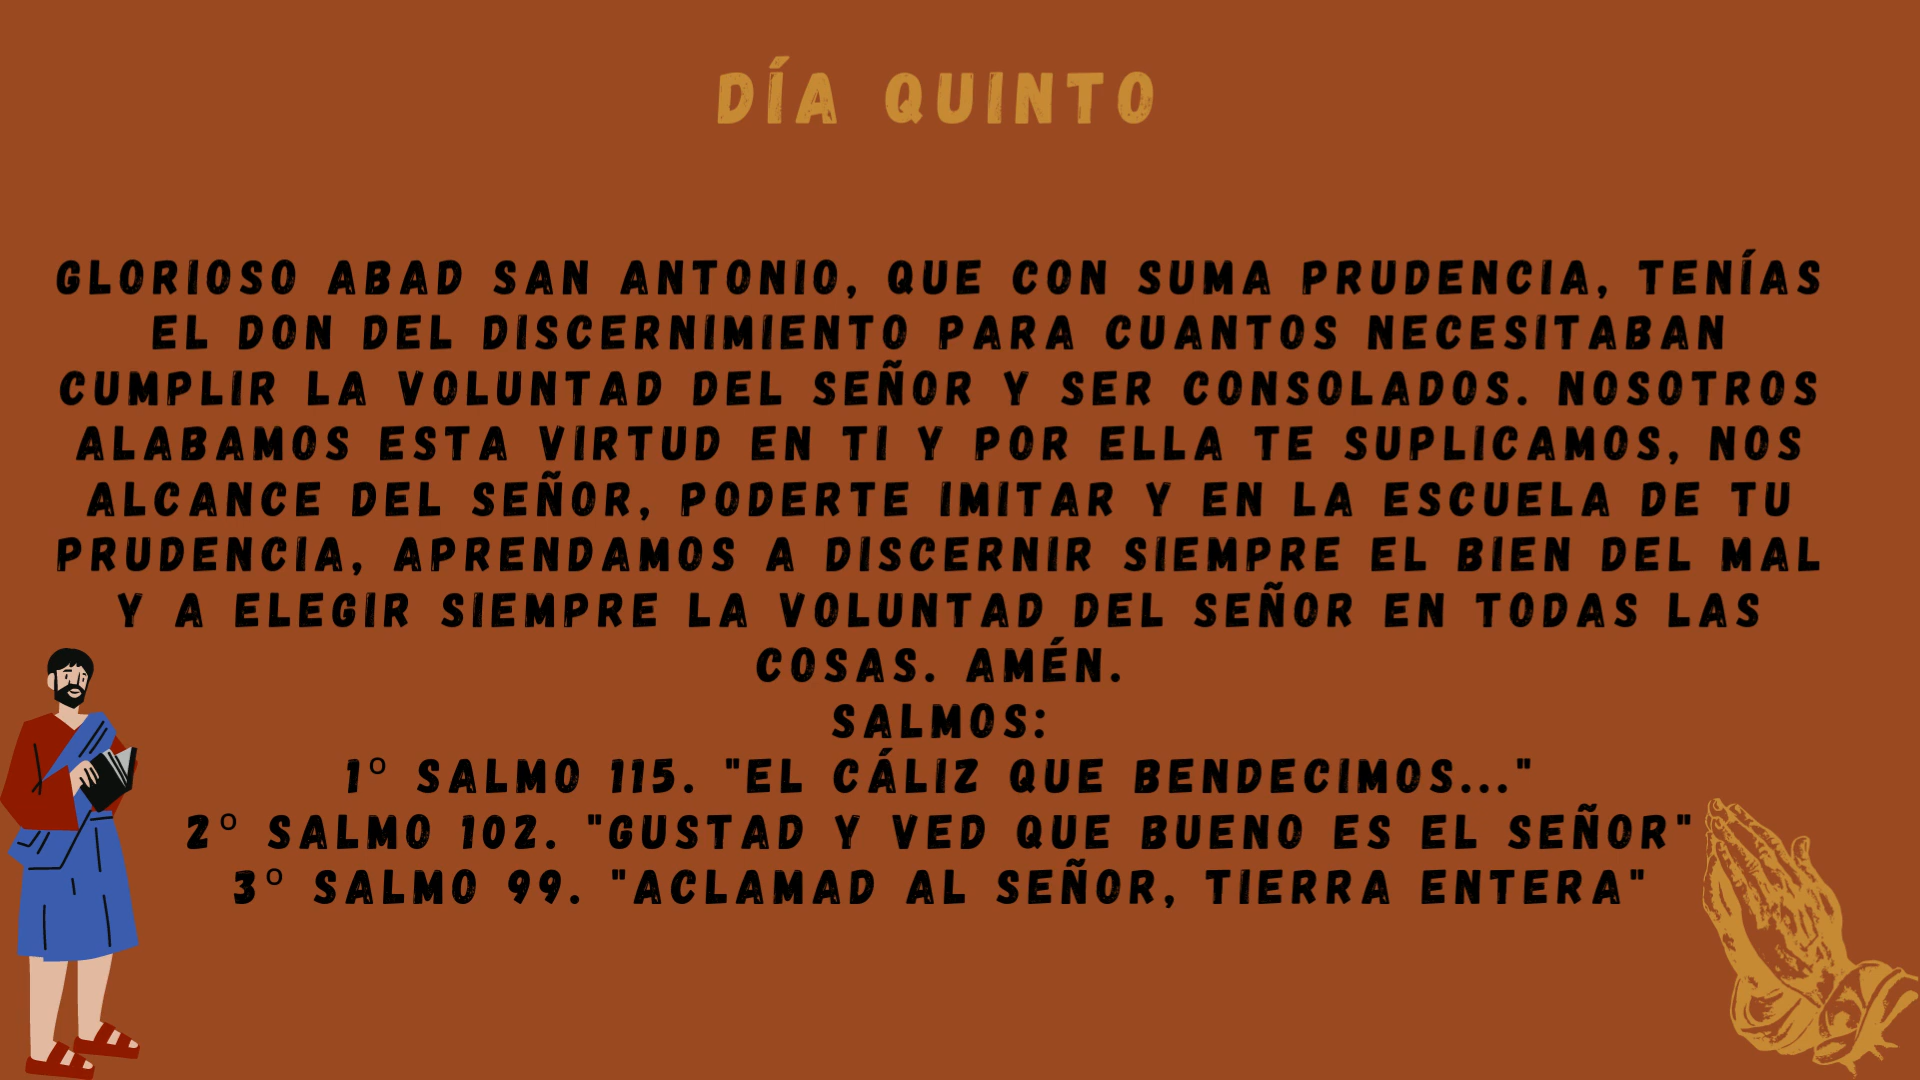 DÍA QUINTO
GLORIOSO ABAD SAN ANTONIO, QUE CON SUMA PRUDENCIA, TENÍAS
EL DON DEL DISCERNIMIENTO PARA CUANTOS NECESITABAN
CUMPLIR LA VOLUNTAD DEL SEÑOR Y SER CONSOLADOS. NOSOTROS
ALABAMOS ESTA VIRTUD EN TI Y POR ELLA TE SUPLICAMOS, NOS
ALCANCE DEL SEÑOR, PODERTE IMITAR Y EN LA ESCUELA DE TU
PRUDENCIA, APRENDAMOS A DISCERNIR SIEMPRE EL BIEN DEL MAL
Y A ELEGIR SIEMPRE LA VOLUNTAD DEL SEÑOR EN TODAS LAS
COSAS. AMÉN.
SALMOS:
1º SALMO 115. "EL CÁLIZ QUE BENDECIMOS..."
2º SALMO 102. "GUSTAD Y VED QUE BUENO ES EL SEÑOR"
3º SALMO 99. "ACLAMAD AL SEÑOR, TIERRA ENTERA"